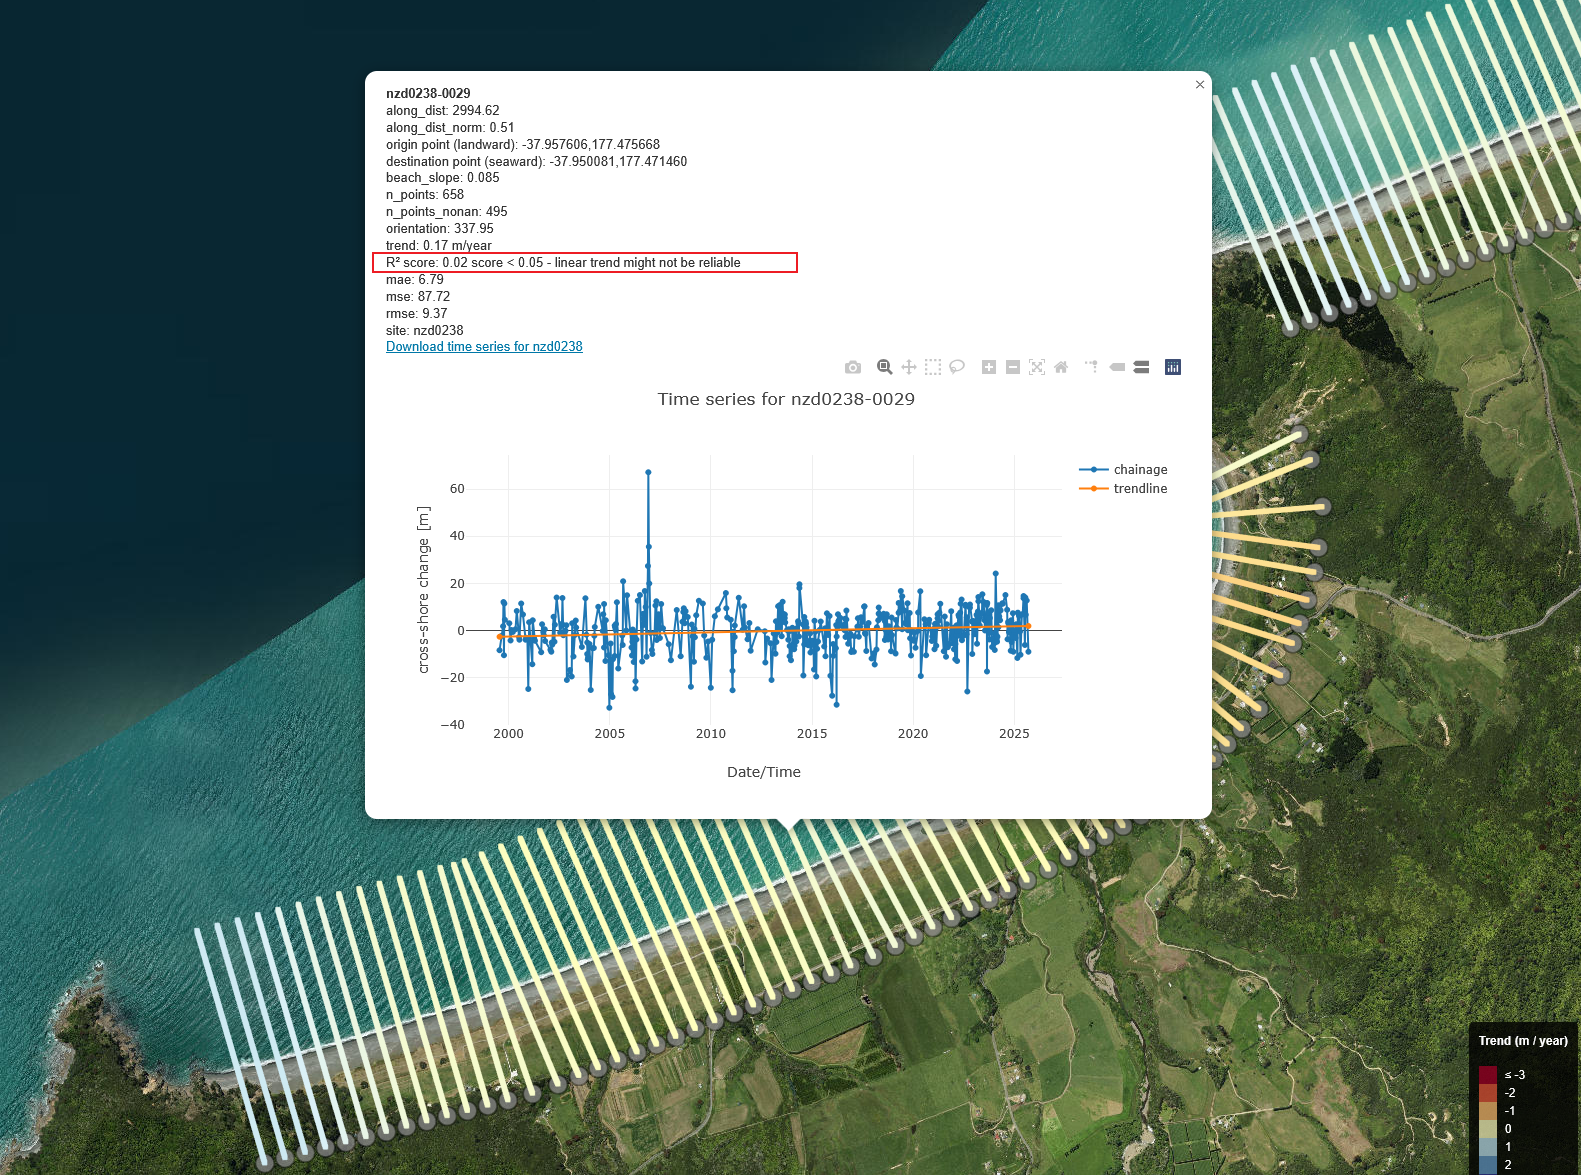 nzd0238-0029
along_dist: 2994.62
along_dist_norm: 0.51
origin point (landward): -37.957606,177.475668
destination point (seaward): -37.950081,177.471460
beach_slope: 0.085
n_points: 658
n_points_nonan: 495
orientation: 337.95
trend: 0.17 m/year
R² score: 0.02 score < 0.05 - linear trend might not be reliable
mae: 6.79
mse: 87.72
rmse: 9.37
site: nzd0238
Download time series for nzd0238
Time series for nzd0238-0029
chainage
trendline
cross-shore change [m]
60
40
20
0
−20
−40
2000 2005 2010 2015 2020 2025
Date/Time
Trend (m / year)
≤ -3
-2
-1
0
1
2